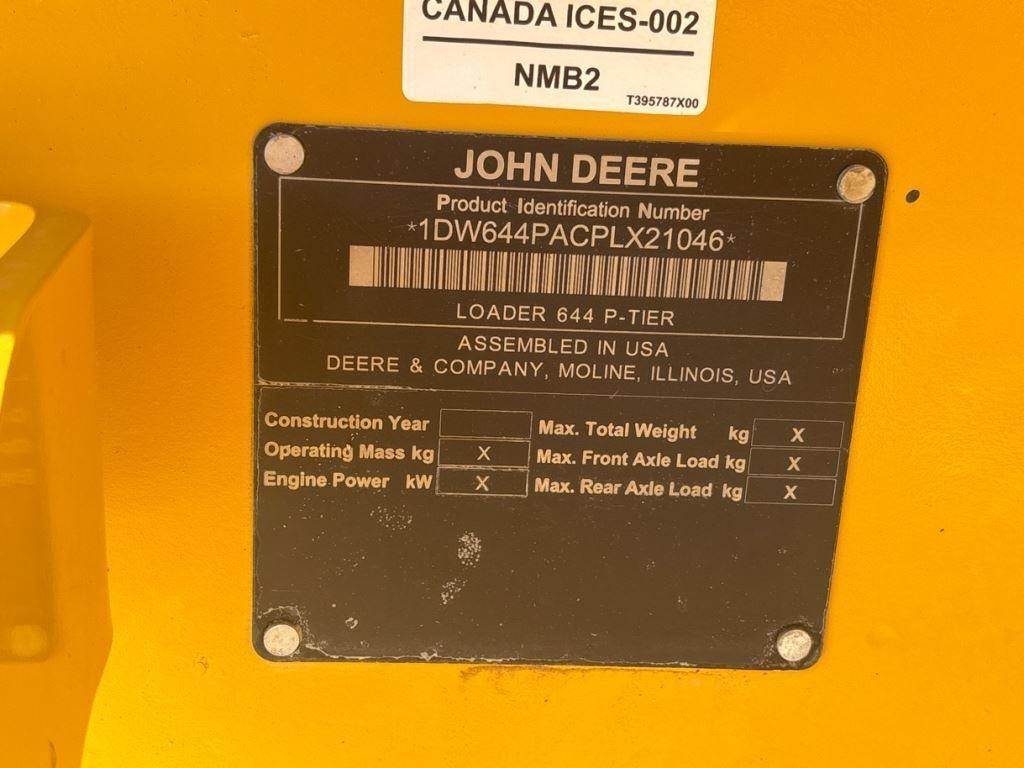 CANADA ICES-002
NMB2
T395787X00
JOHN DEERE
Product Identification Number
*1DW644PACPLX21046*
LOADER 644 P-TIER
ASSEMBLED IN USA
DEERE & COMPANY, MOLINE, ILLINOIS, USA
Construction Year
Max. Total Weight kg X
Operating Mass kg X
Max. Front Axle Load kg X
Engine Power kW X
Max. Rear Axle Load kg X